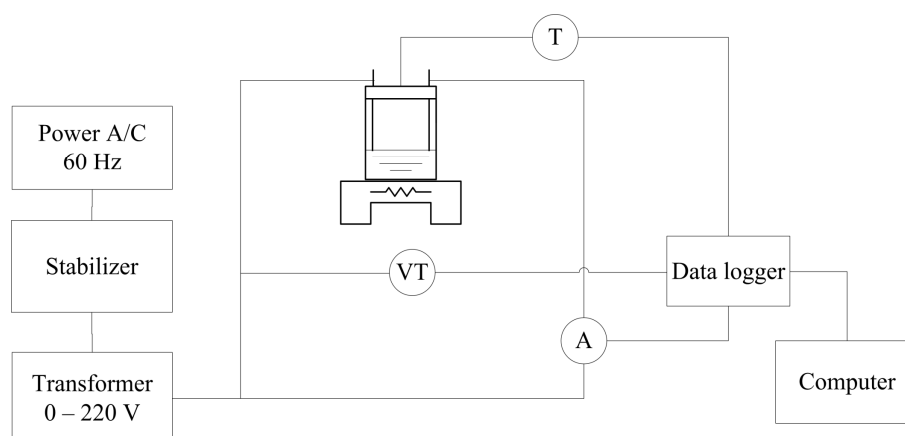 T
Power A/C
60 Hz
Stabilizer
VT
Data logger
A
Transformer
0 – 220 V
Computer